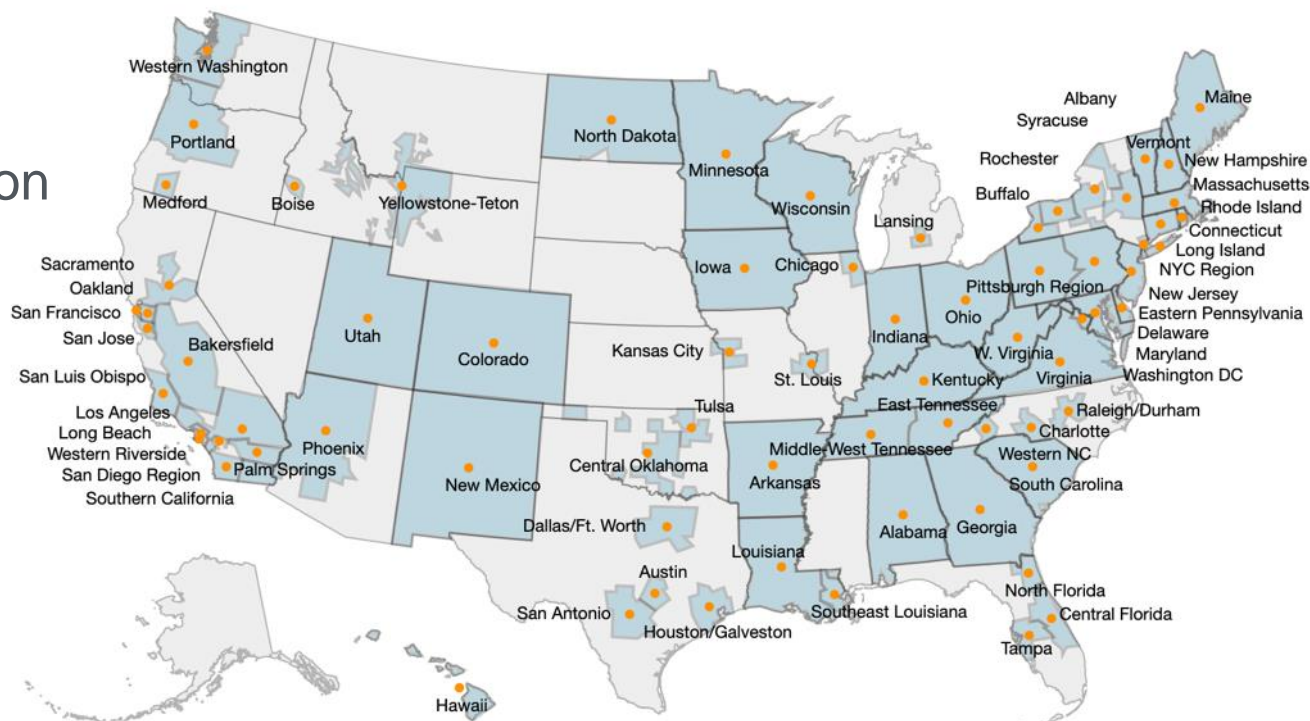 on
Western Washington
Portland
Medford
Boise
Yellowstone-Teton
North Dakota
Minnesota
Wisconsin
Lansing
Albany
Syracuse
Rochester
Buffalo
Maine
Vermont
New Hampshire
Massachusetts
Rhode Island
Connecticut
Long Island
NYC Region
New Jersey
Eastern Pennsylvania
Delaware
Maryland
Washington DC
Sacramento
Oakland
San Francisco
San Jose
Bakersfield
San Luis Obispo
Los Angeles
Long Beach
Western Riverside
San Diego Region
Palm Springs
Southern California
Utah
Colorado
Phoenix
New Mexico
Iowa
Chicago
Kansas City
St. Louis
Indiana
Ohio
Pittsburgh Region
W. Virginia
Virginia
Kentucky
East Tennessee
Middle-West Tennessee
Raleigh/Durham
Charlotte
Western NC
South Carolina
Tulsa
Central Oklahoma
Arkansas
Dallas/Ft. Worth
Austin
San Antonio
Houston/Galveston
Louisiana
Southeast Louisiana
Alabama
Georgia
North Florida
Central Florida
Tampa
Hawaii